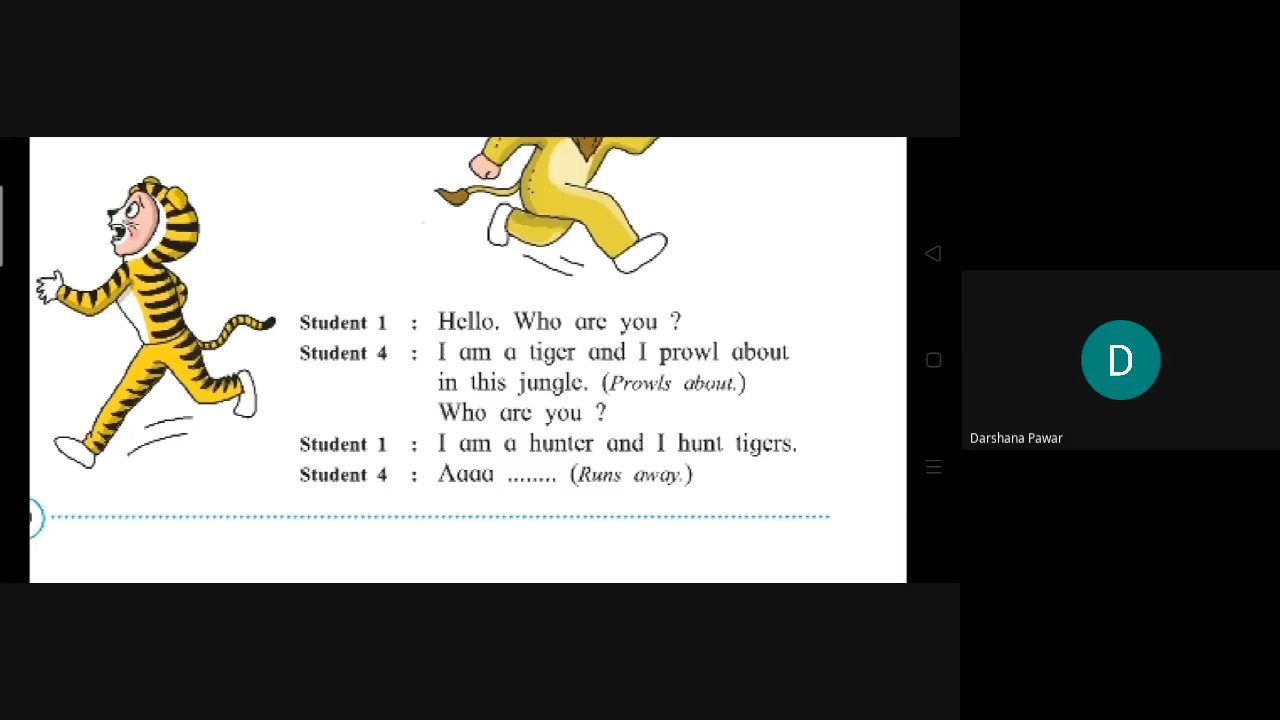 Student 1 : Hello. Who are you ?
Student 4 : I am a tiger and I prowl about
in this jungle. (Prowls about.)
Who are you ?
Student 1 : I am a hunter and I hunt tigers.
Student 4 : Aaaa ........ (Runs away.)
D
Darshana Pawar